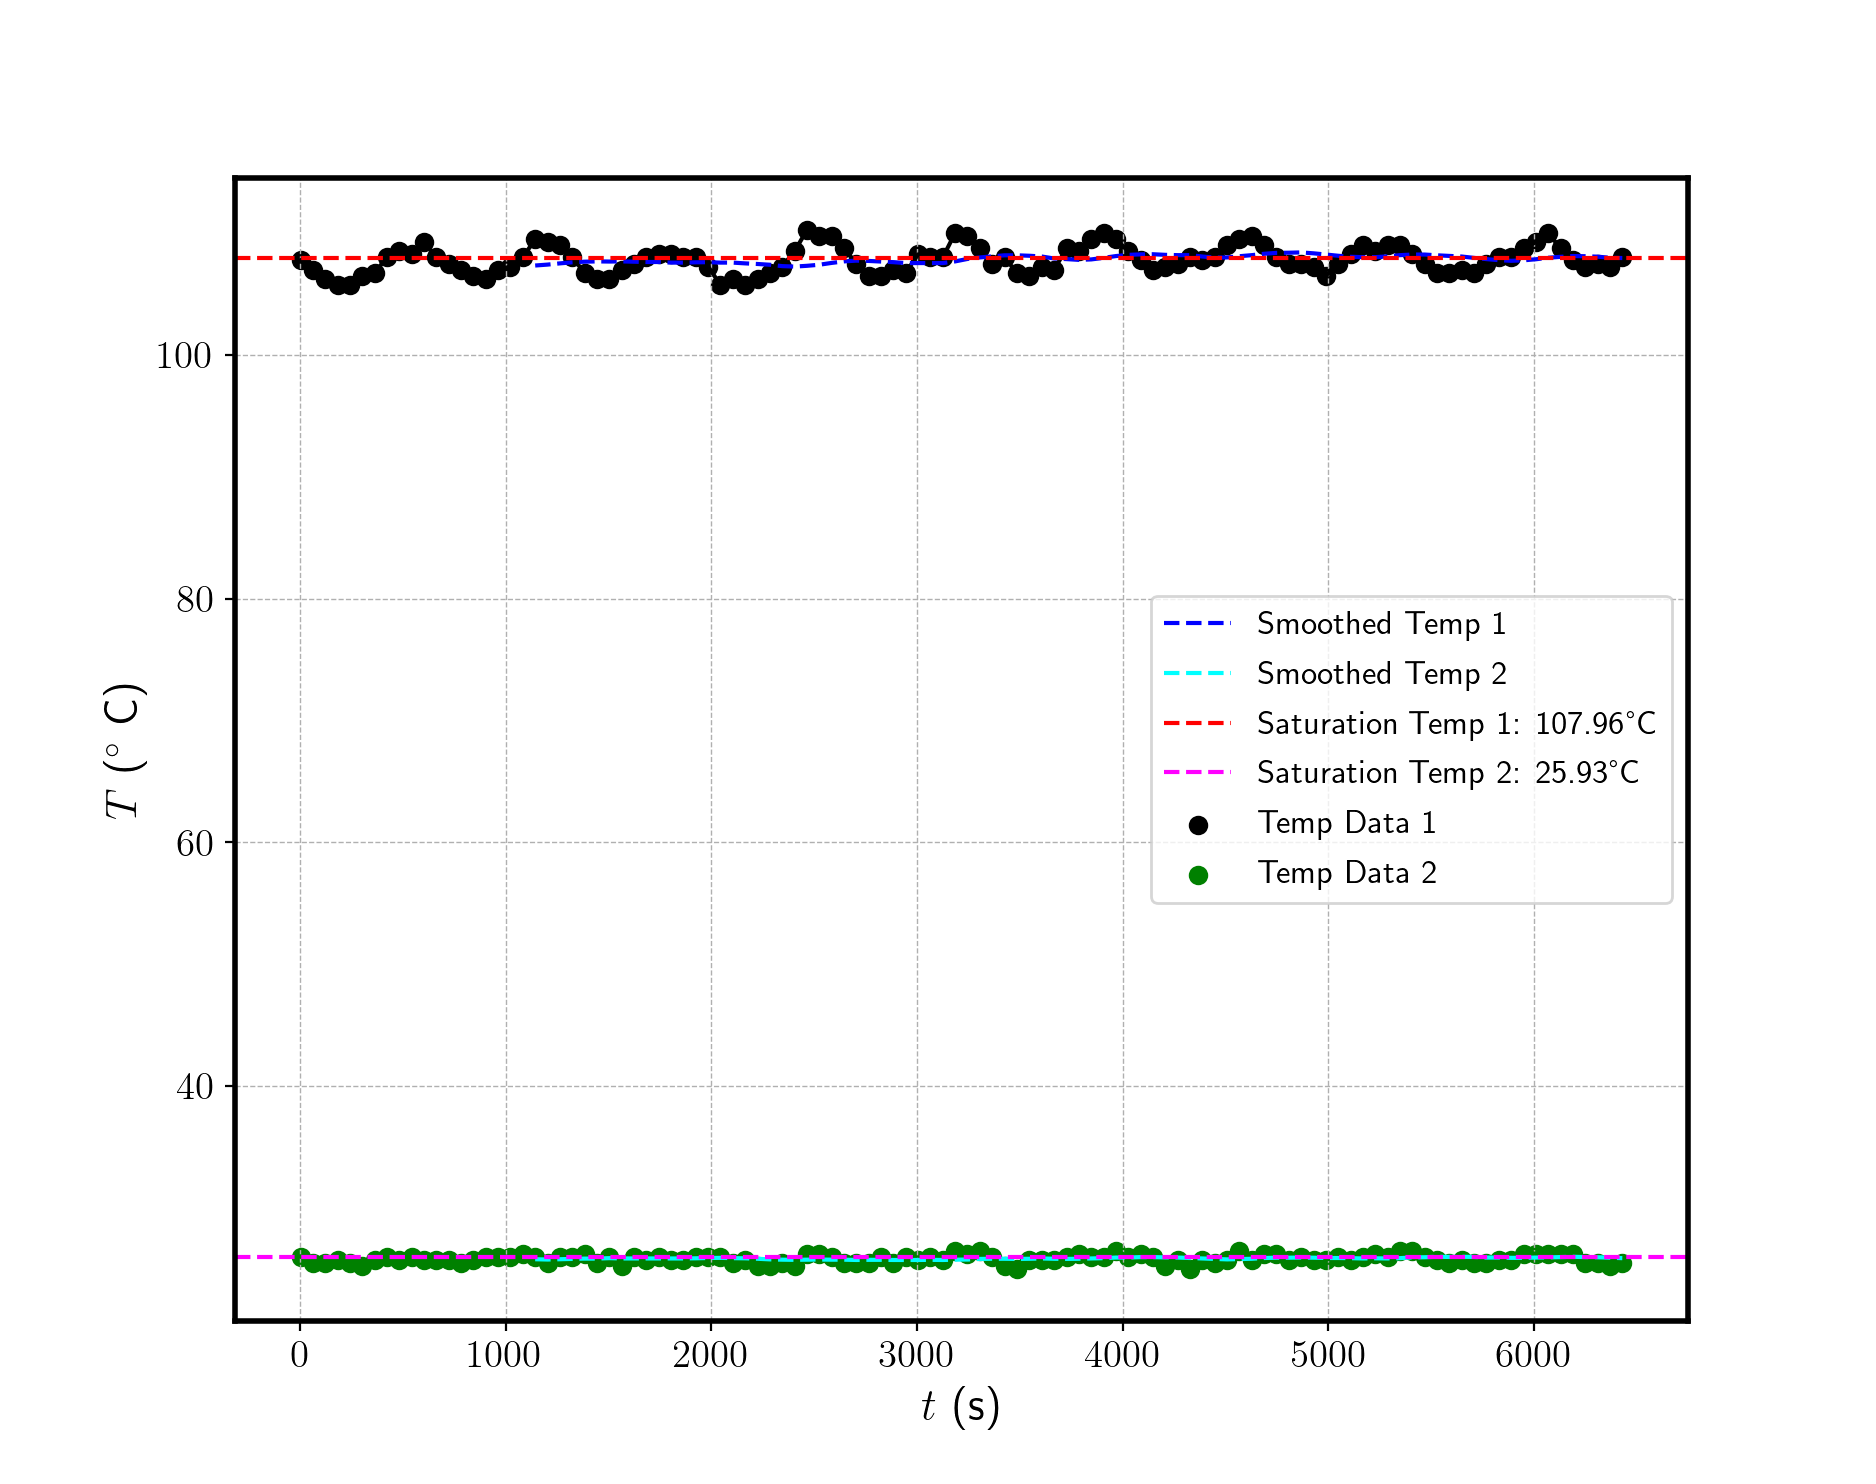 100
80
60
40
T (° C)
Smoothed Temp 1
Smoothed Temp 2
Saturation Temp 1: 107.96°C
Saturation Temp 2: 25.93°C
Temp Data 1
Temp Data 2
0 1000 2000 3000 4000 5000 6000
t (s)